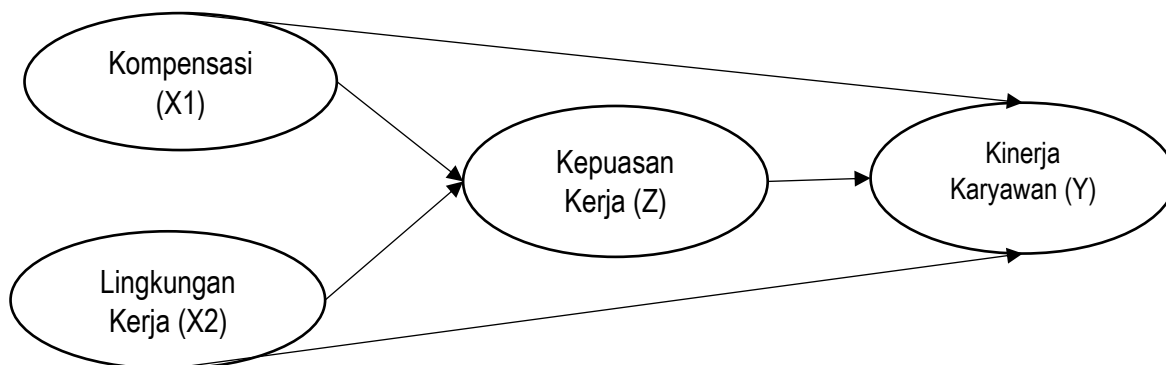 Kompensasi
(X1)
Kepuasan
Kerja (Z)
Kinerja
Karyawan (Y)
Lingkungan
Kerja (X2)